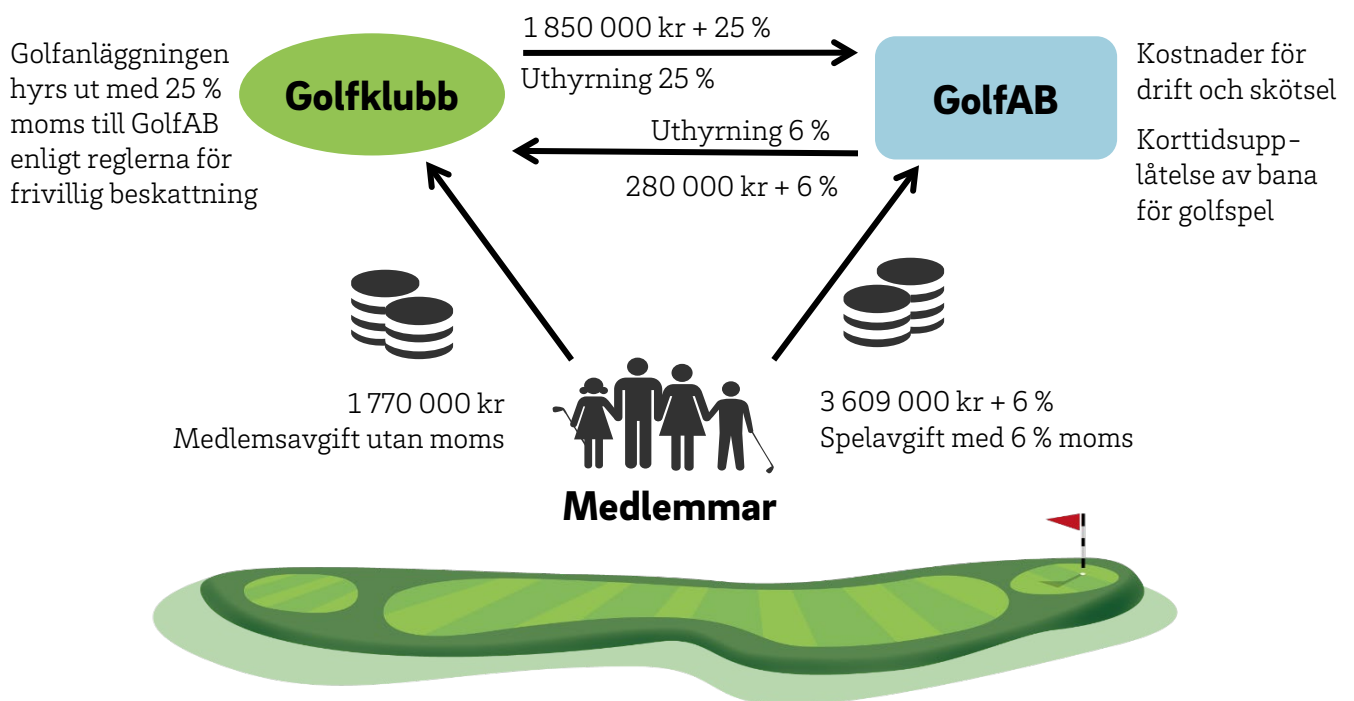 Golfanläggningen
hyrs ut med 25 %
moms till GolfAB
enligt reglerna för
frivillig beskattning
Golfklubb
1 850 000 kr + 25 %
Uthyrning 25 %
Uthyrning 6 %
280 000 kr + 6 %
GolfAB
Kostnader för
drift och skötsel
Korttidsupp-
låtelse av bana
för golfspel
1 770 000 kr
Medlemsavgift utan moms
3 609 000 kr + 6 %
Spelavgift med 6 % moms
Medlemmar